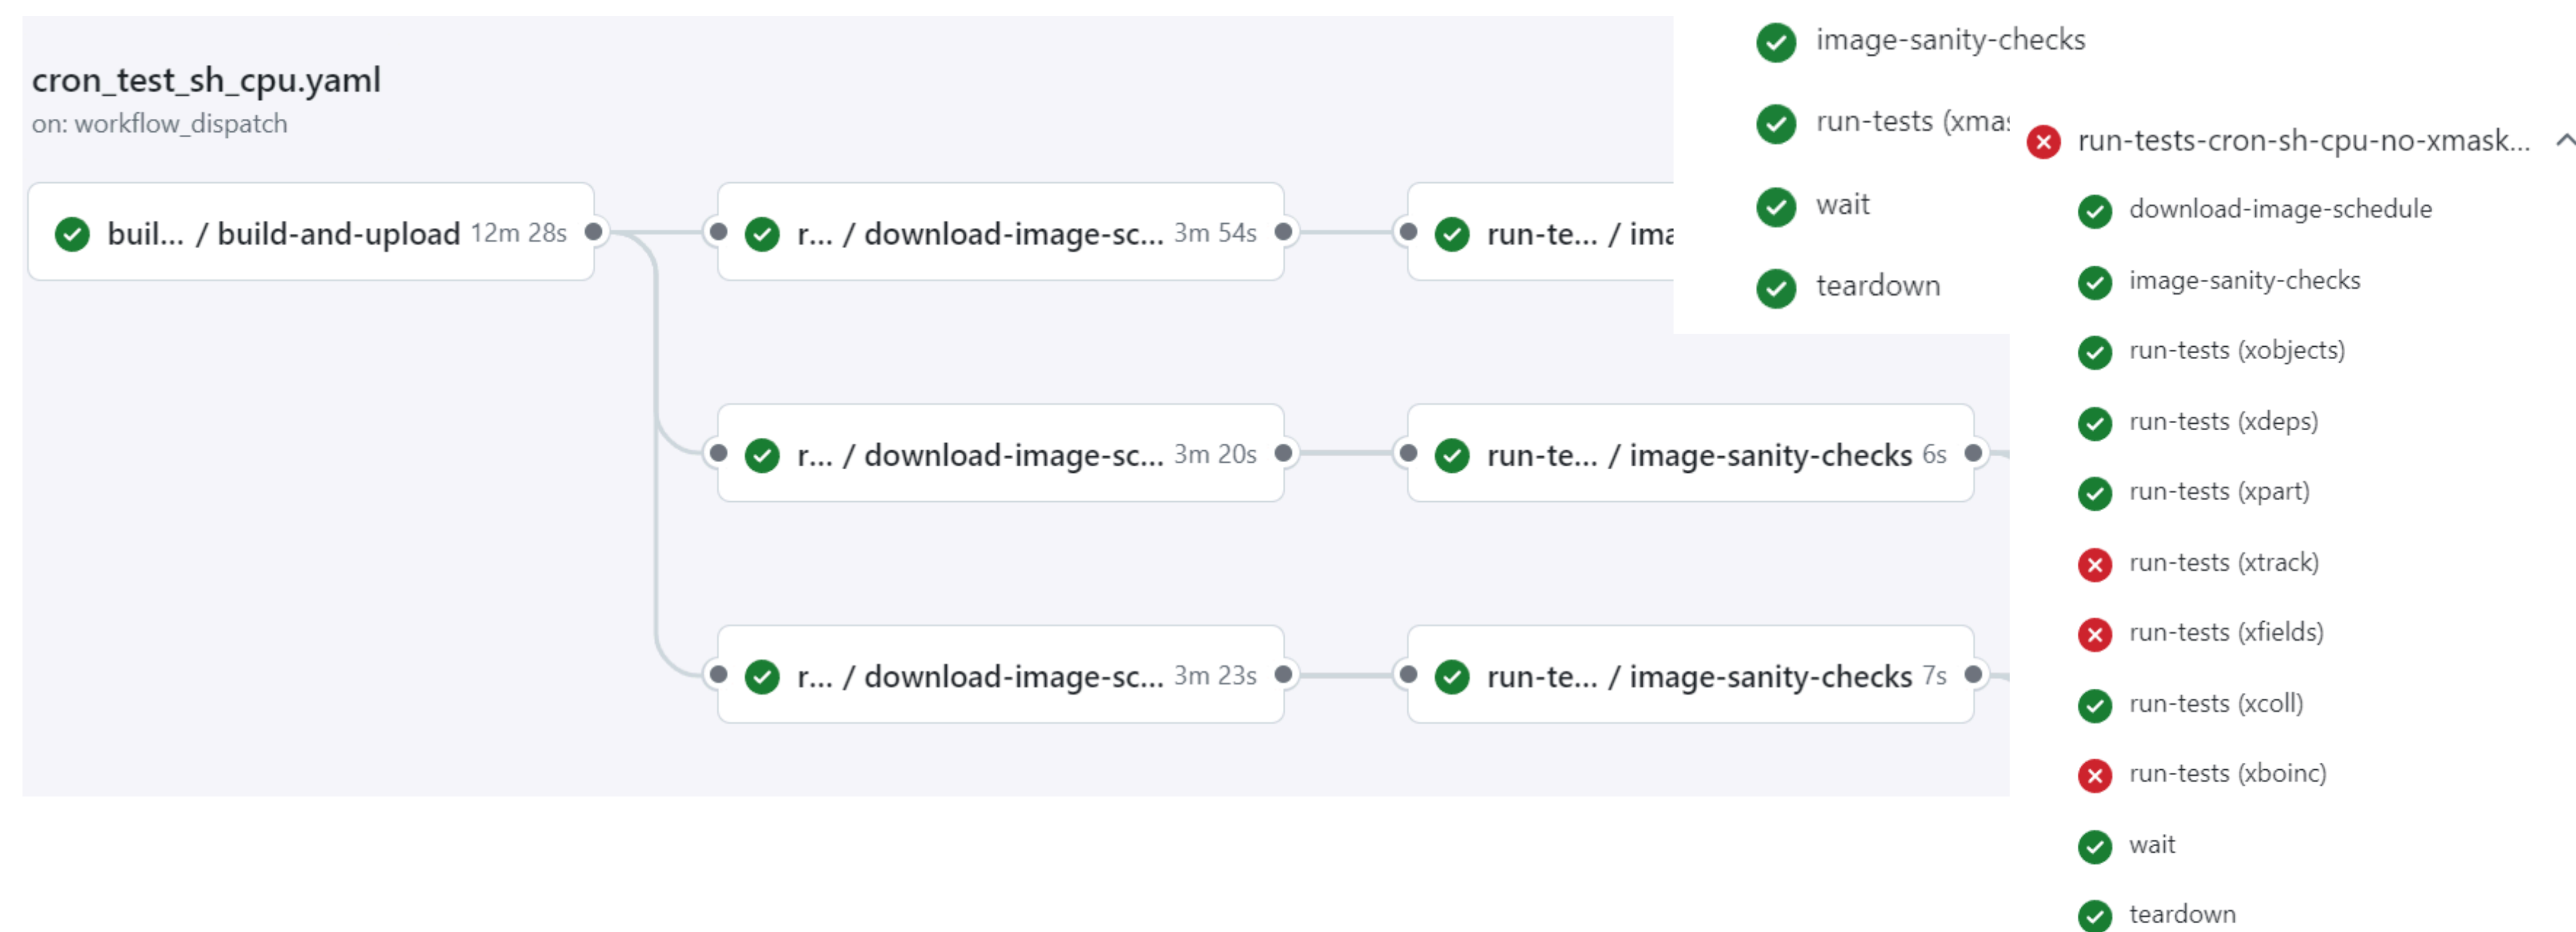 cron_test_sh_cpu.yaml
on: workflow_dispatch
buil... / build-and-upload 12m 28s
r... / download-image-sc... 3m 54s
run-te... / ima
r... / download-image-sc... 3m 20s
run-te... / image-sanity-checks 6s
r... / download-image-sc... 3m 23s
run-te... / image-sanity-checks 7s
image-sanity-checks
run-tests (xmas
wait
teardown
run-tests-cron-sh-cpu-no-xmask...
download-image-schedule
image-sanity-checks
run-tests (xobjects)
run-tests (xdeps)
run-tests (xpart)
run-tests (xtrack)
run-tests (xfields)
run-tests (xcoll)
run-tests (xboinc)
wait
teardown